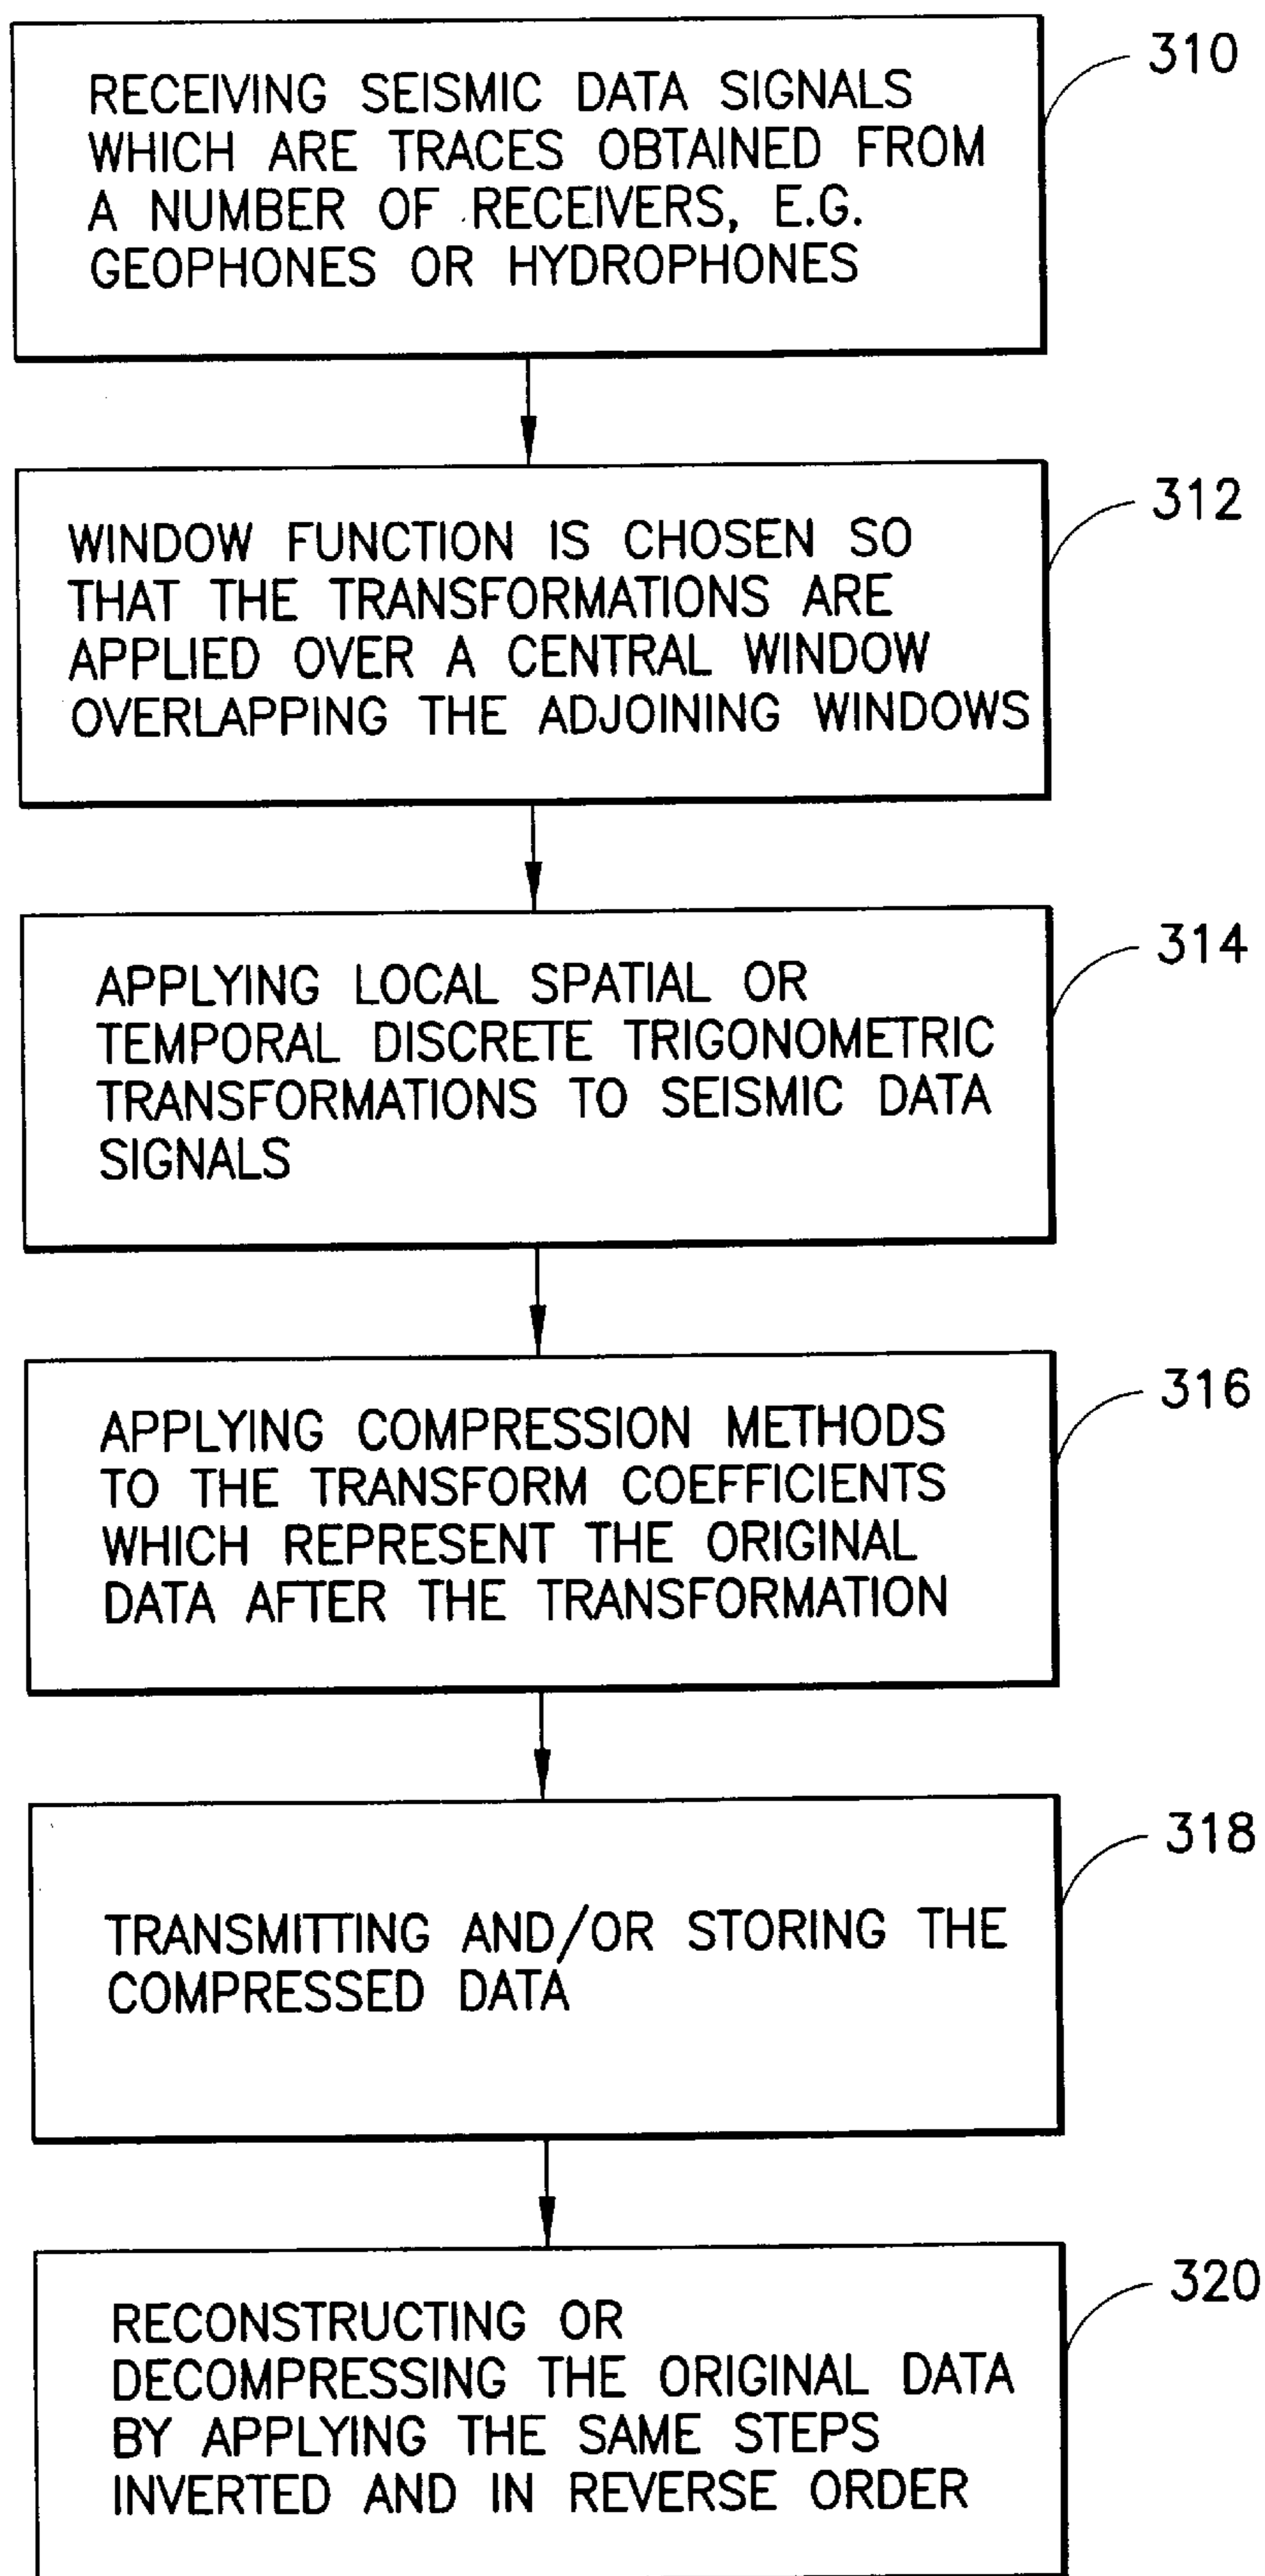 310
RECEIVING SEISMIC DATA SIGNALS
WHICH ARE TRACES OBTAINED FROM
A NUMBER OF RECEIVERS, E.G.
GEOPHONES OR HYDROPHONES
312
WINDOW FUNCTION IS CHOSEN SO
THAT THE TRANSFORMATIONS ARE
APPLIED OVER A CENTRAL WINDOW
OVERLAPPING THE ADJOINING WINDOWS
314
APPLYING LOCAL SPATIAL OR
TEMPORAL DISCRETE TRIGONOMETRIC
TRANSFORMATIONS TO SEISMIC DATA
SIGNALS
316
APPLYING COMPRESSION METHODS
TO THE TRANSFORM COEFFICIENTS
WHICH REPRESENT THE ORIGINAL
DATA AFTER THE TRANSFORMATION
318
TRANSMITTING AND/OR STORING THE
COMPRESSED DATA
320
RECONSTRUCTING OR
DECOMPRESSING THE ORIGINAL DATA
BY APPLYING THE SAME STEPS
INVERTED AND IN REVERSE ORDER